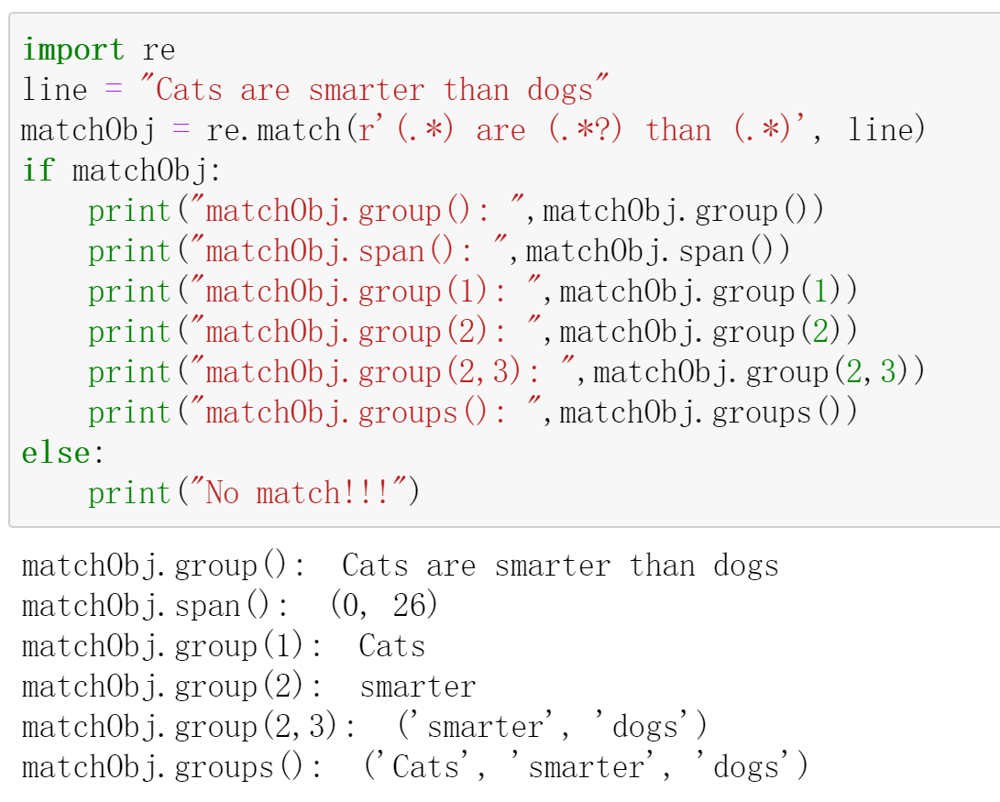 import re
line = "Cats are smarter than dogs"
matchObj = re.match(r'(.*) are (.*?) than (.*)', line)
if matchObj:
    print("matchObj.group(): ",matchObj.group())
    print("matchObj.span(): ",matchObj.span())
    print("matchObj.group(1): ",matchObj.group(1))
    print("matchObj.group(2): ",matchObj.group(2))
    print("matchObj.group(2,3): ",matchObj.group(2,3))
    print("matchObj.groups(): ",matchObj.groups())
else:
    print("No match!!!")
matchObj.group():  Cats are smarter than dogs
matchObj.span():  (0, 26)
matchObj.group(1):  Cats
matchObj.group(2):  smarter
matchObj.group(2,3):  ('smarter', 'dogs')
matchObj.groups():  ('Cats', 'smarter', 'dogs')